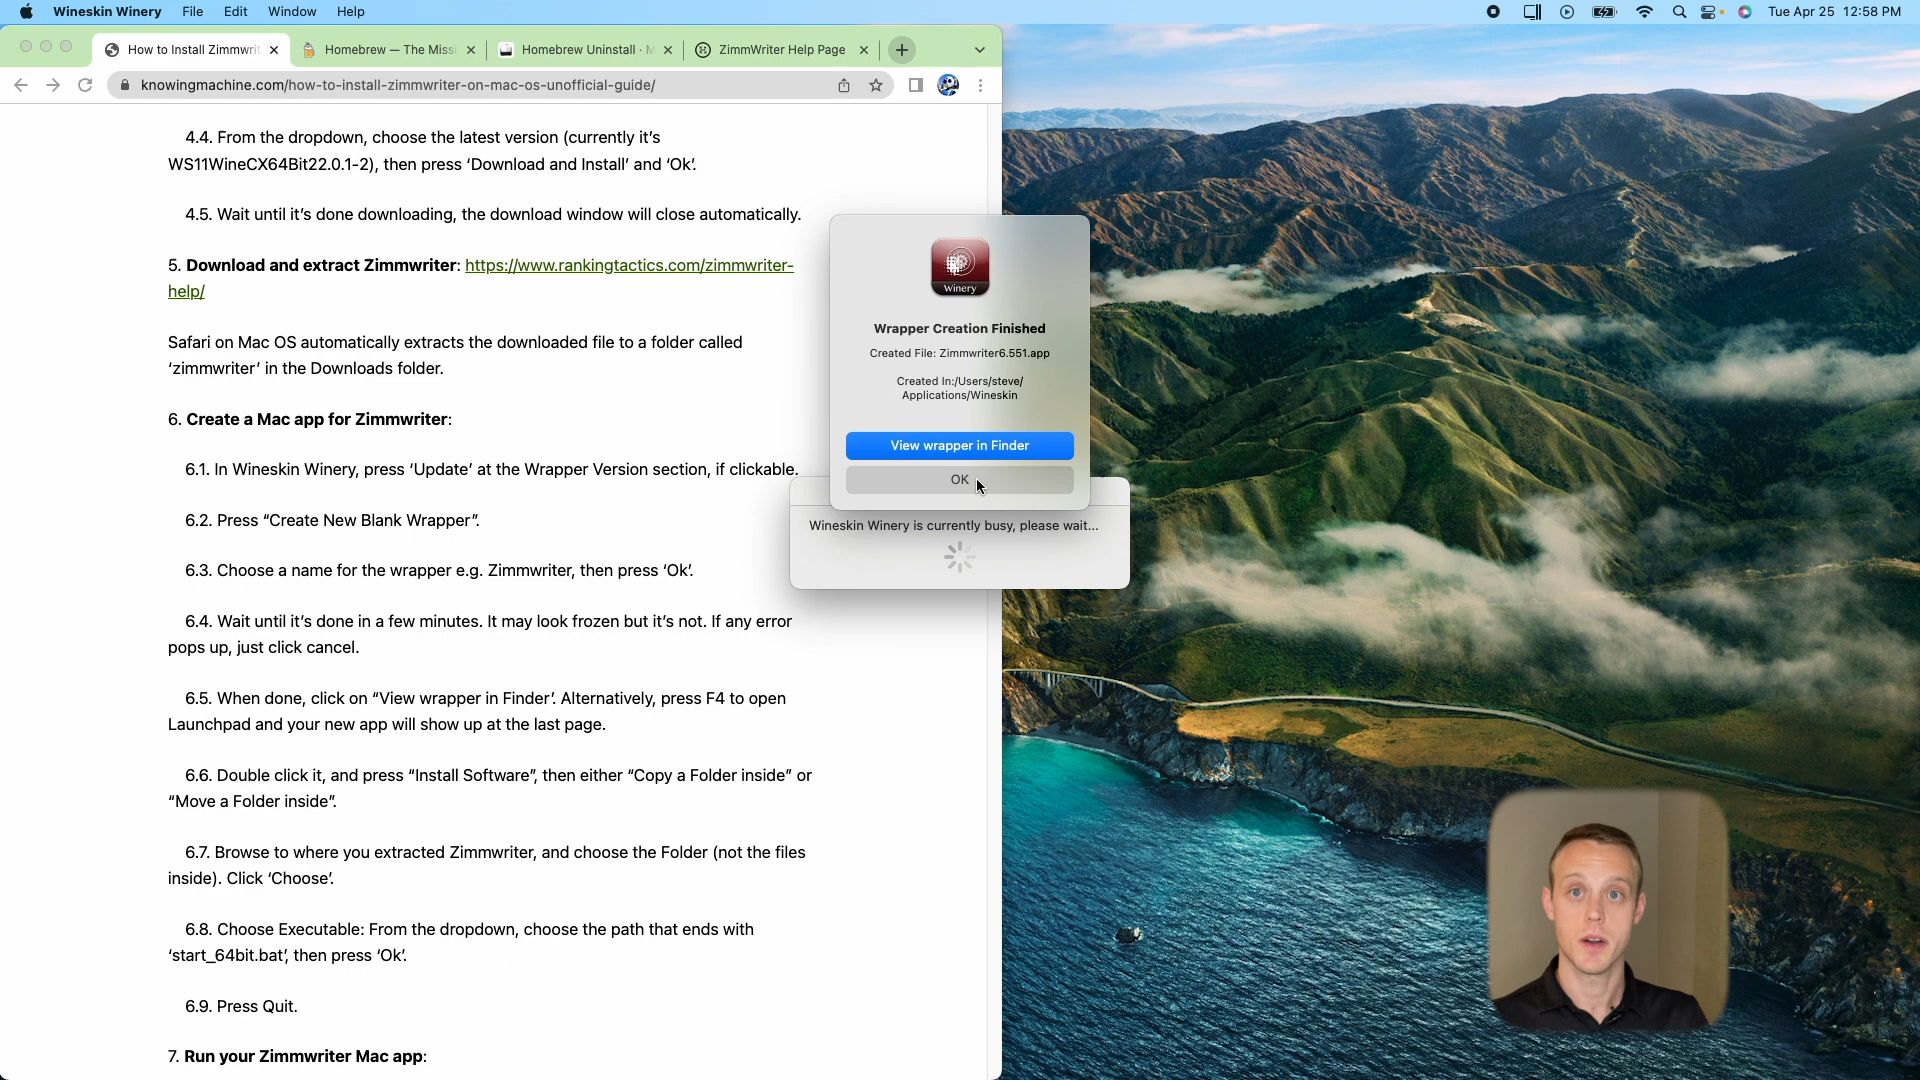 Wineskin Winery File Edit Window Help Tue Apr 25 12:58 PM
How to Install Zimmwrit Homebrew — The Missi Homebrew Uninstall · M ZimmWriter Help Page
knowingmachine.com/how-to-install-zimmwriter-on-mac-os-unofficial-guide/
4.4. From the dropdown, choose the latest version (currently it’s
WS11WineCX64Bit22.0.1-2), then press ‘Download and Install’ and ‘Ok’.
4.5. Wait until it’s done downloading, the download window will close automatically.
5. Download and extract Zimmwriter: https://www.rankingtactics.com/zimmwriter-
help/
Safari on Mac OS automatically extracts the downloaded file to a folder called
‘zimmwriter’ in the Downloads folder.
6. Create a Mac app for Zimmwriter:
6.1. In Wineskin Winery, press ‘Update’ at the Wrapper Version section, if clickable.
6.2. Press “Create New Blank Wrapper”.
6.3. Choose a name for the wrapper e.g. Zimmwriter, then press ‘Ok’.
6.4. Wait until it’s done in a few minutes. It may look frozen but it’s not. If any error
pops up, just click cancel.
6.5. When done, click on “View wrapper in Finder’. Alternatively, press F4 to open
Launchpad and your new app will show up at the last page.
6.6. Double click it, and press “Install Software”, then either “Copy a Folder inside” or
“Move a Folder inside”.
6.7. Browse to where you extracted Zimmwriter, and choose the Folder (not the files
inside). Click ‘Choose’.
6.8. Choose Executable: From the dropdown, choose the path that ends with
‘start_64bit.bat’, then press ‘Ok’.
6.9. Press Quit.
7. Run your Zimmwriter Mac app:
Winery
Wrapper Creation Finished
Created File: Zimmwriter6.551.app
Created In:/Users/steve/
Applications/Wineskin
View wrapper in Finder
OK
Wineskin Winery is currently busy, please wait...